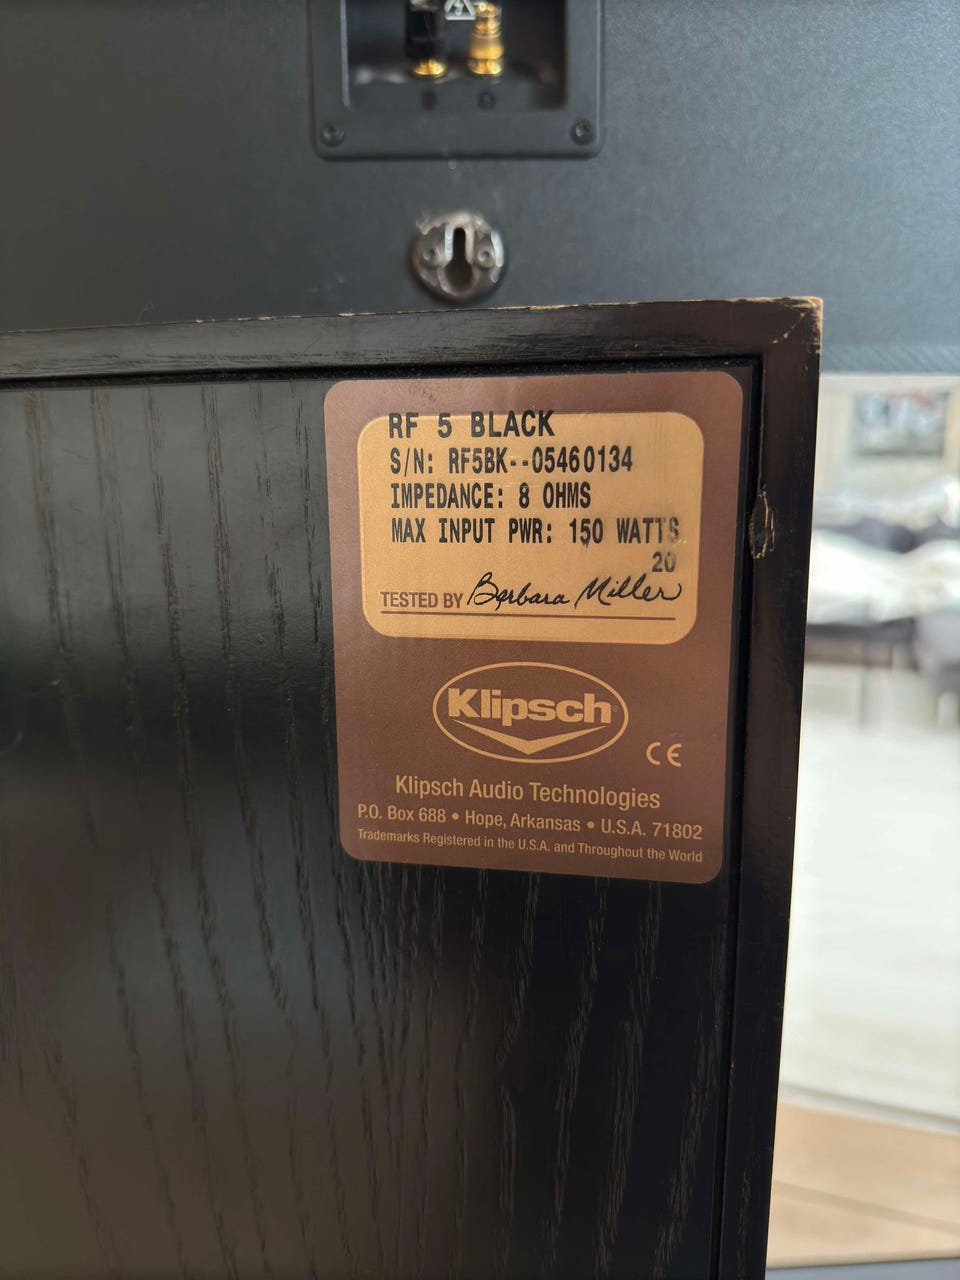 RF 5 BLACK
S/N: RF5BK--05460134
IMPEDANCE: 8 OHMS
MAX INPUT PWR: 150 WATTS
20
TESTED BY Barbara Miller
Klipsch
CE
Klipsch Audio Technologies
P.O. Box 688 • Hope, Arkansas • U.S.A. 71802
Trademarks Registered in the U.S.A. and Throughout the World